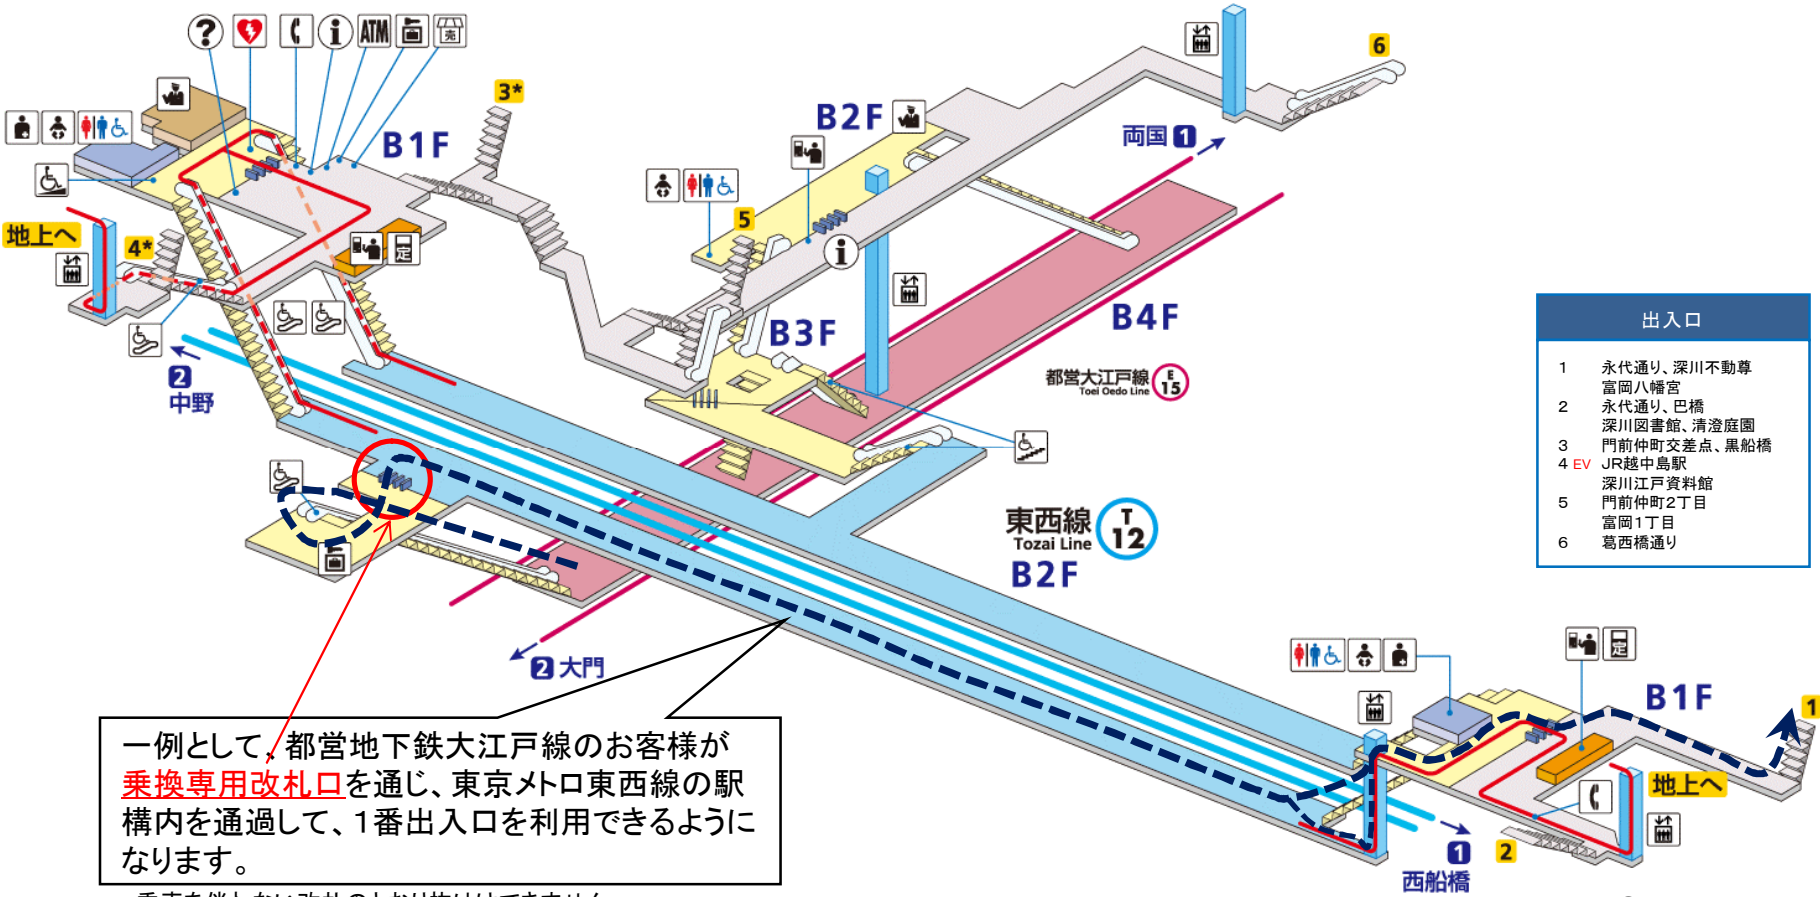 ATM
売
3*
B1F
B2F
6
両国 1
5
地上へ
4*
定
B3F
B4F
都営大江戸線 E 15
Toei Oedo Line
2
中野
東西線 T 12
Tozai Line
B2F
2 大門
出入口
1 永代通り、深川不動尊
富岡八幡宮
2 永代通り、巴橋
深川図書館、清澄庭園
3 門前仲町交差点、黒船橋
4 EV JR越中島駅
深川江戸資料館
5 門前仲町2丁目
富岡1丁目
6 葛西橋通り
一例として、都営地下鉄大江戸線のお客様が
乗換専用改札口を通じ、東京メトロ東西線の駅
構内を通過して、1番出入口を利用できるように
なります。
定
B1F
1
地上へ
2
1
西船橋